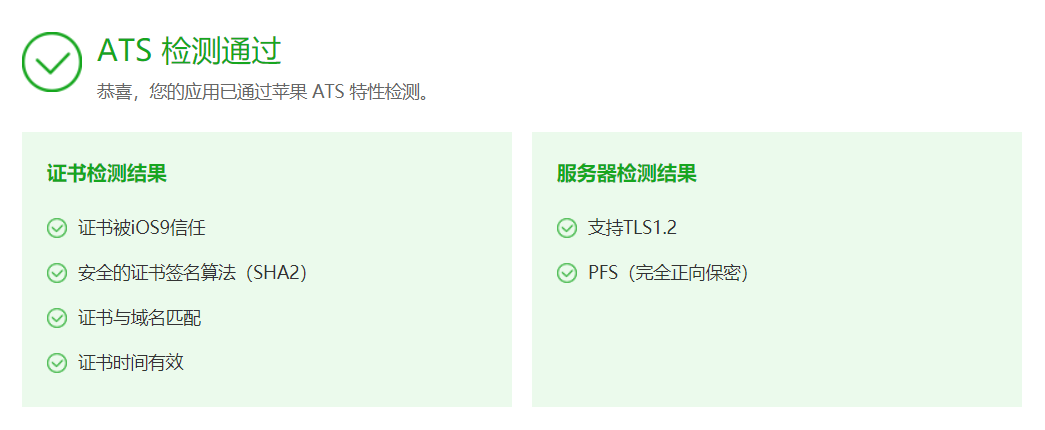 ATS 检测通过
恭喜，您的应用已通过苹果 ATS 特性检测。
证书检测结果
证书被iOS9信任
安全的证书签名算法（SHA2）
证书与域名匹配
证书时间有效
服务器检测结果
支持TLS1.2
PFS（完全正向保密）